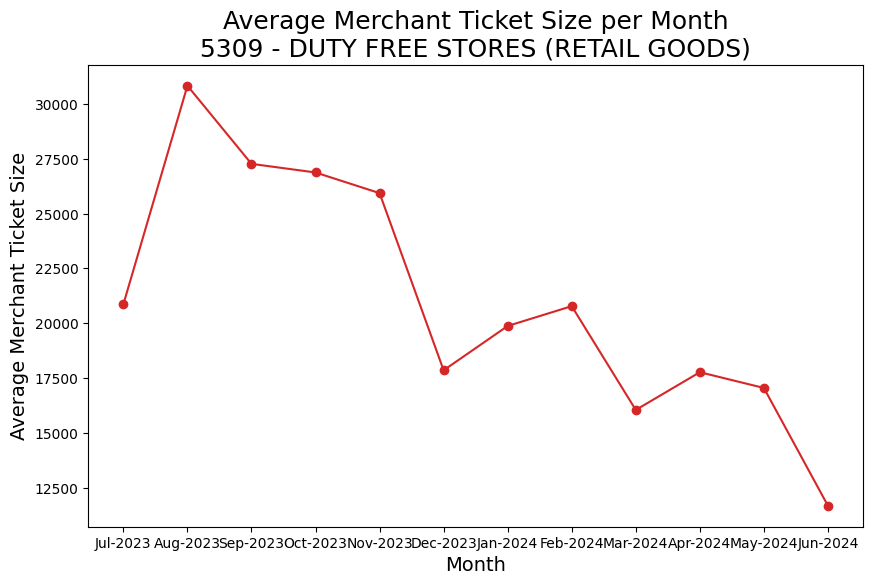 Average Merchant Ticket Size per Month
5309 - DUTY FREE STORES (RETAIL GOODS)
Average Merchant Ticket Size
30000
27500
25000
22500
20000
17500
15000
12500
Jul-2023 Aug-2023 Sep-2023 Oct-2023 Nov-2023 Dec-2023 Jan-2024 Feb-2024 Mar-2024 Apr-2024 May-2024 Jun-2024
Month